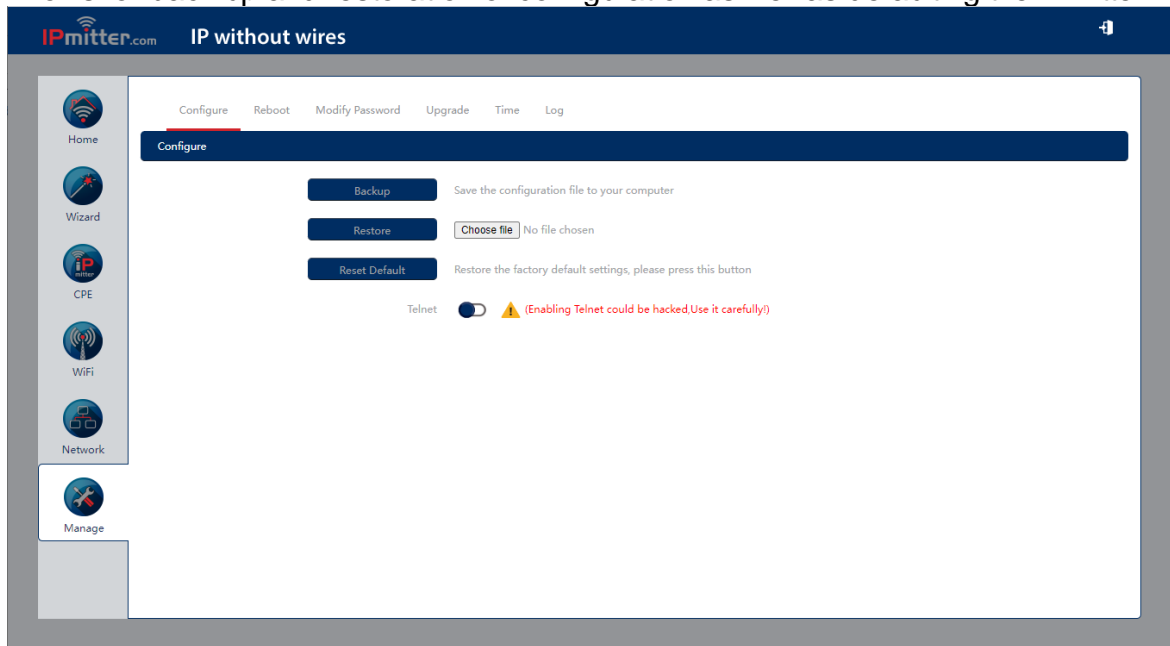 IPmitter.com IP without wires
Configure Reboot Modify Password Upgrade Time Log
Configure
Home
Backup Save the configuration file to your computer
Wizard
Restore Choose file No file chosen
Reset Default Restore the factory default settings, please press this button
iP mitter
CPE
Telnet (Enabling Telnet could be hacked,Use it carefully!)
WiFi
Network
Manage